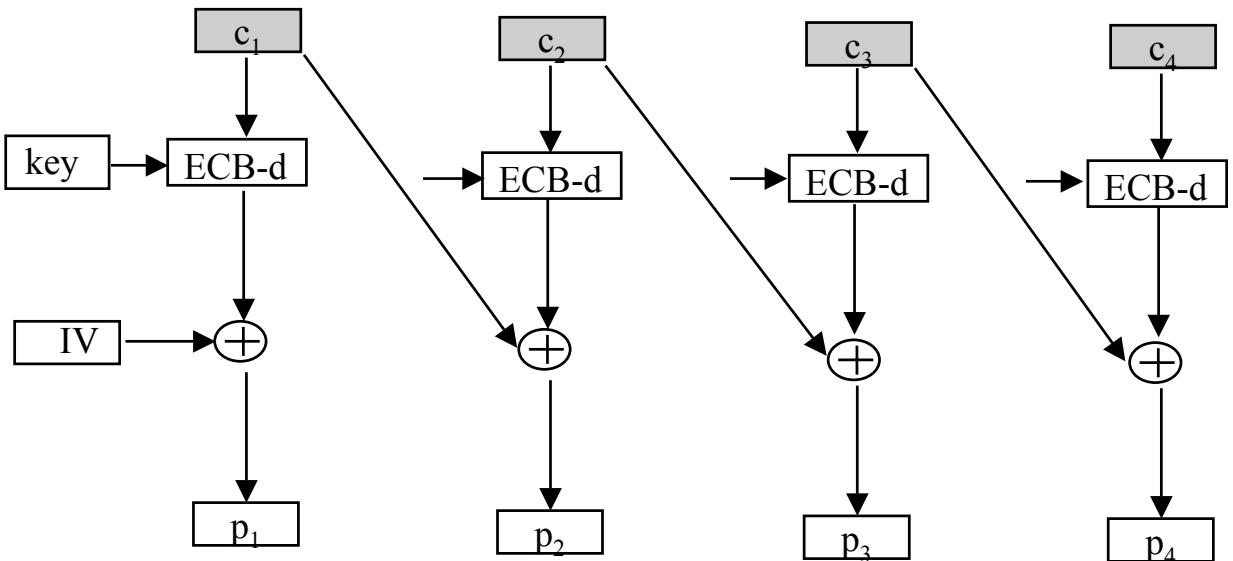 c₁ c₂ c₃ c₄
key ECB-d ECB-d ECB-d ECB-d
IV
p₁ p₂ p₃ p₄